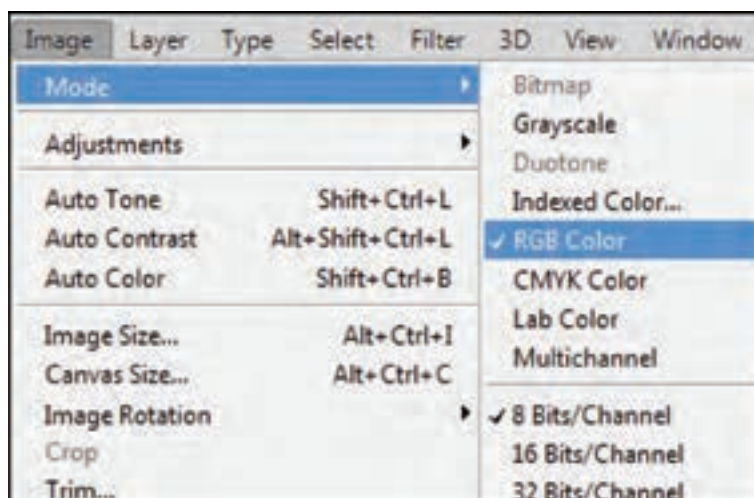 Image Layer Type Select Filter 3D View Window
Mode
Adjustments
Auto Tone Shift+Ctrl+L
Auto Contrast Alt+Shift+Ctrl+L
Auto Color Shift+Ctrl+B
Image Size... Alt+Ctrl+I
Canvas Size... Alt+Ctrl+C
Image Rotation
Crop
Trim...
Bitmap
Grayscale
Duotone
Indexed Color...
✓ RGB Color
CMYK Color
Lab Color
Multichannel
✓ 8 Bits/Channel
16 Bits/Channel
32 Bits/Channel